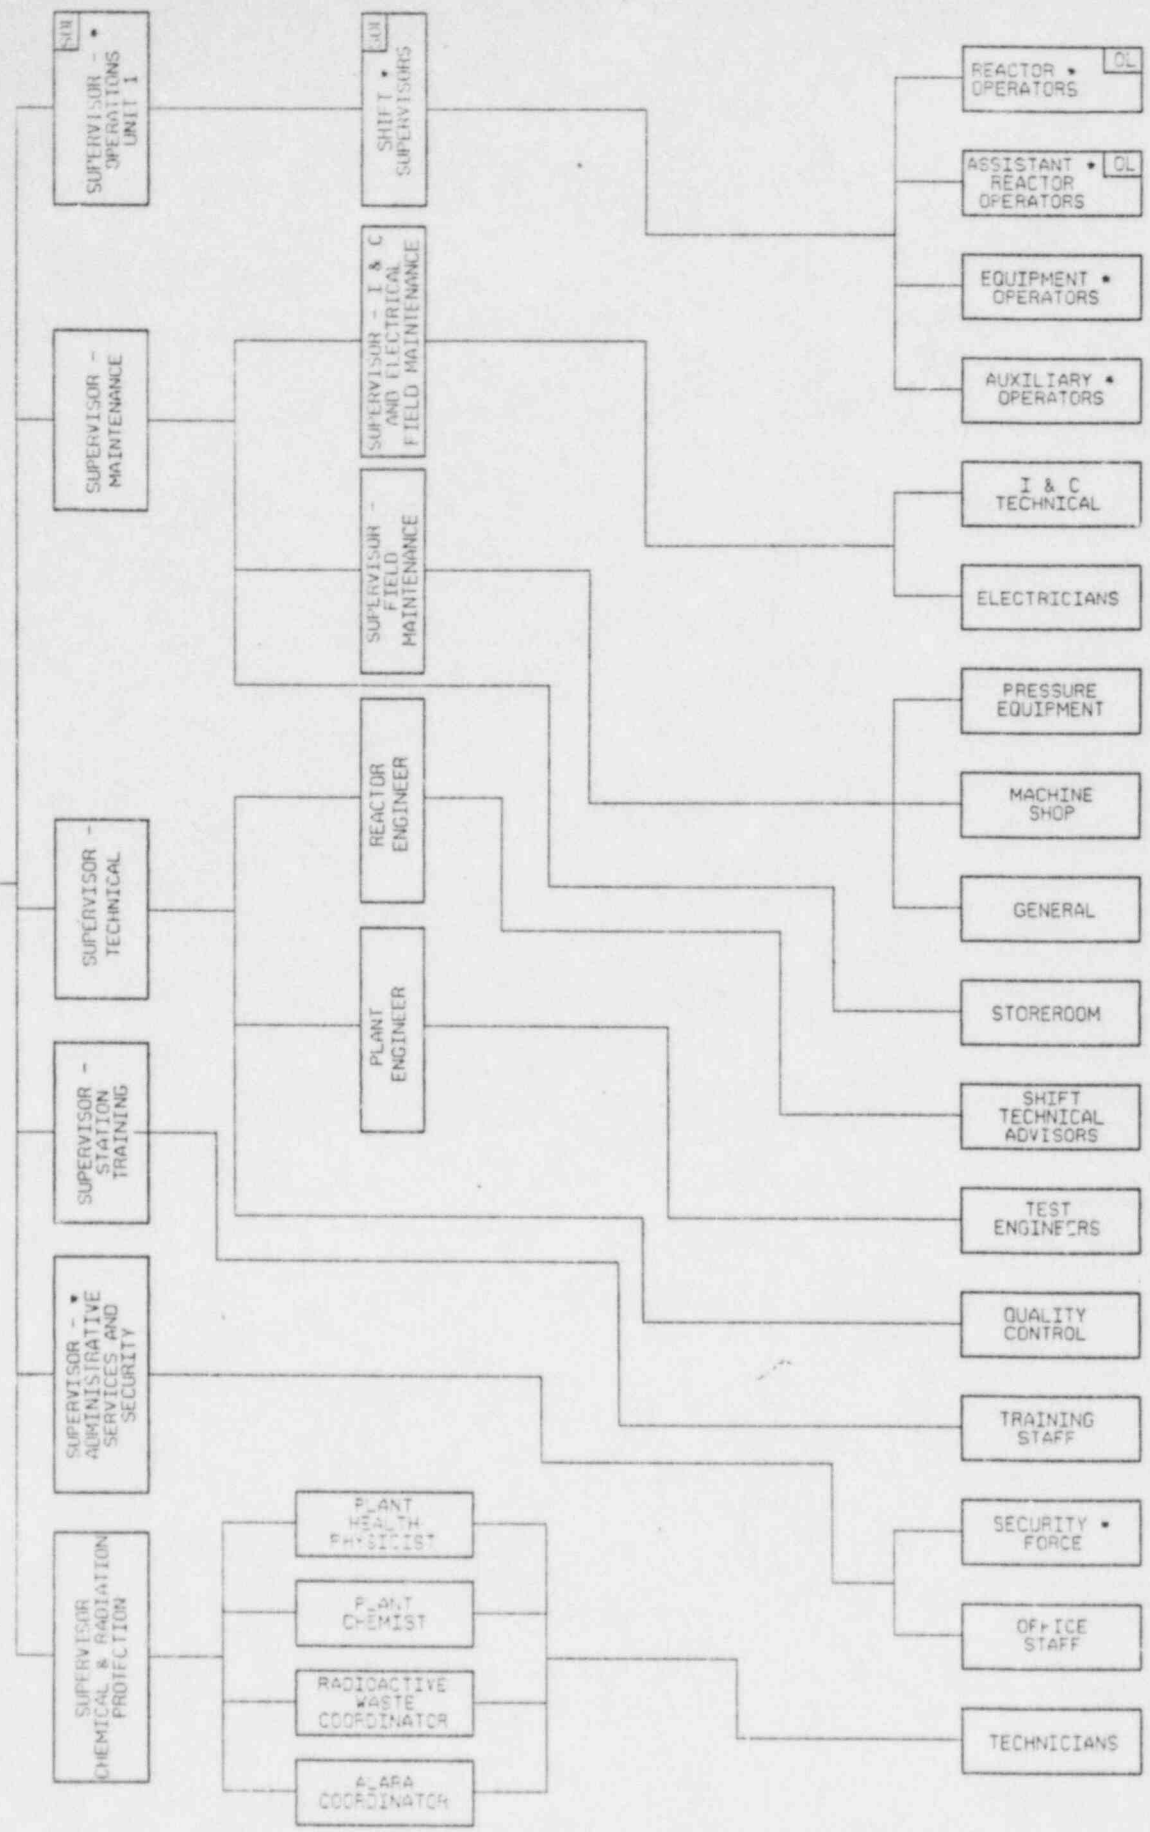 SOL
SUPERVISOR - *
OPERATIONS
UNIT 1
SUPERVISOR -
MAINTENANCE
SUPERVISOR -
TECHNICAL
SUPERVISOR -
STATION
TRAINING
SUPERVISOR - *
ADMINISTRATIVE
SERVICES AND
SECURITY
SUPERVISOR
CHEMICAL & RADIATION
PROTECTION
SOL
SHIFT *
SUPERVISORS
SUPERVISOR - I & C
AND ELECTRICAL
FIELD MAINTENANCE
SUPERVISOR -
FIELD
MAINTENANCE
REACTOR
ENGINEER
PLANT
ENGINEER
PLANT
HEALTH
PHYSICIST
PLANT
CHEMIST
RADIOACTIVE
WASTE
COORDINATOR
ALARA
COORDINATOR
REACTOR *
OPERATORS
OL
ASSISTANT *
REACTOR
OPERATORS
OL
EQUIPMENT *
OPERATORS
AUXILIARY *
OPERATORS
I & C
TECHNICAL
ELECTRICIANS
PRESSURE
EQUIPMENT
MACHINE
SHOP
GENERAL
STOREROOM
SHIFT
TECHNICAL
ADVISORS
TEST
ENGINEERS
QUALITY
CONTROL
TRAINING
STAFF
SECURITY *
FORCE
OFFICE
STAFF
TECHNICIANS